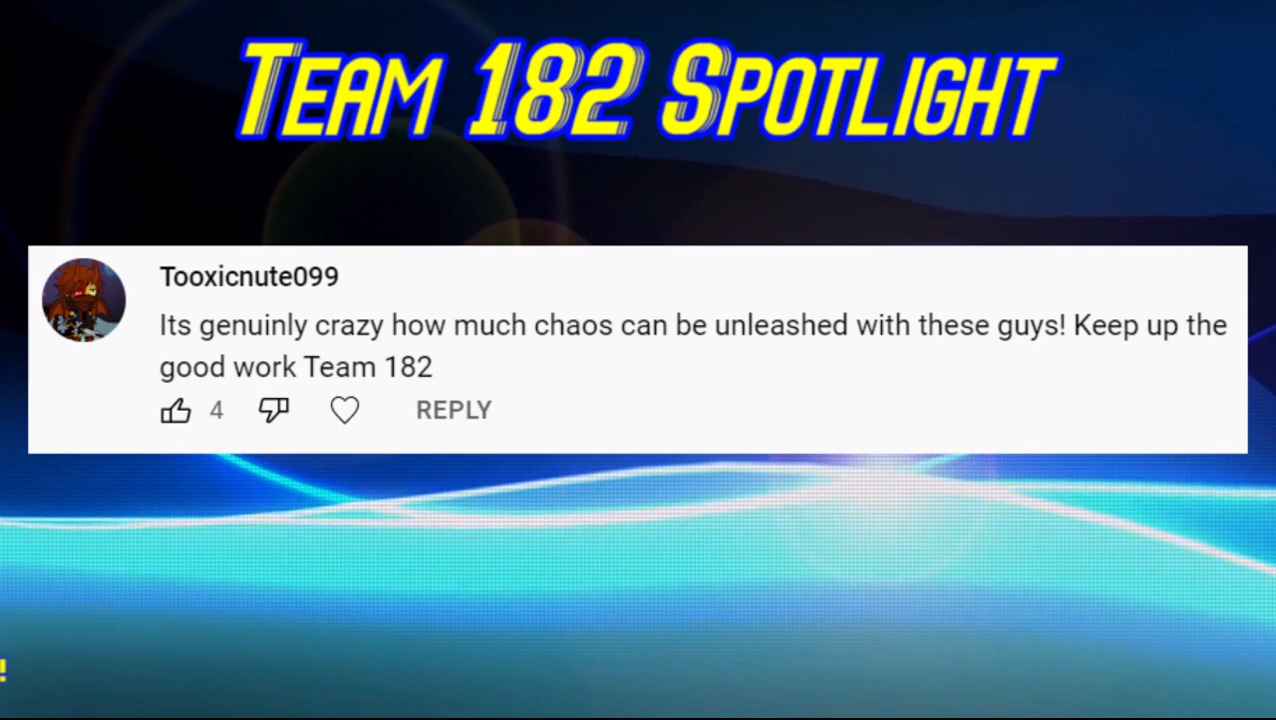 Team 182 Spotlight
Tooxicnute099
Its genuinly crazy how much chaos can be unleashed with these guys! Keep up the
good work Team 182
4 REPLY
!